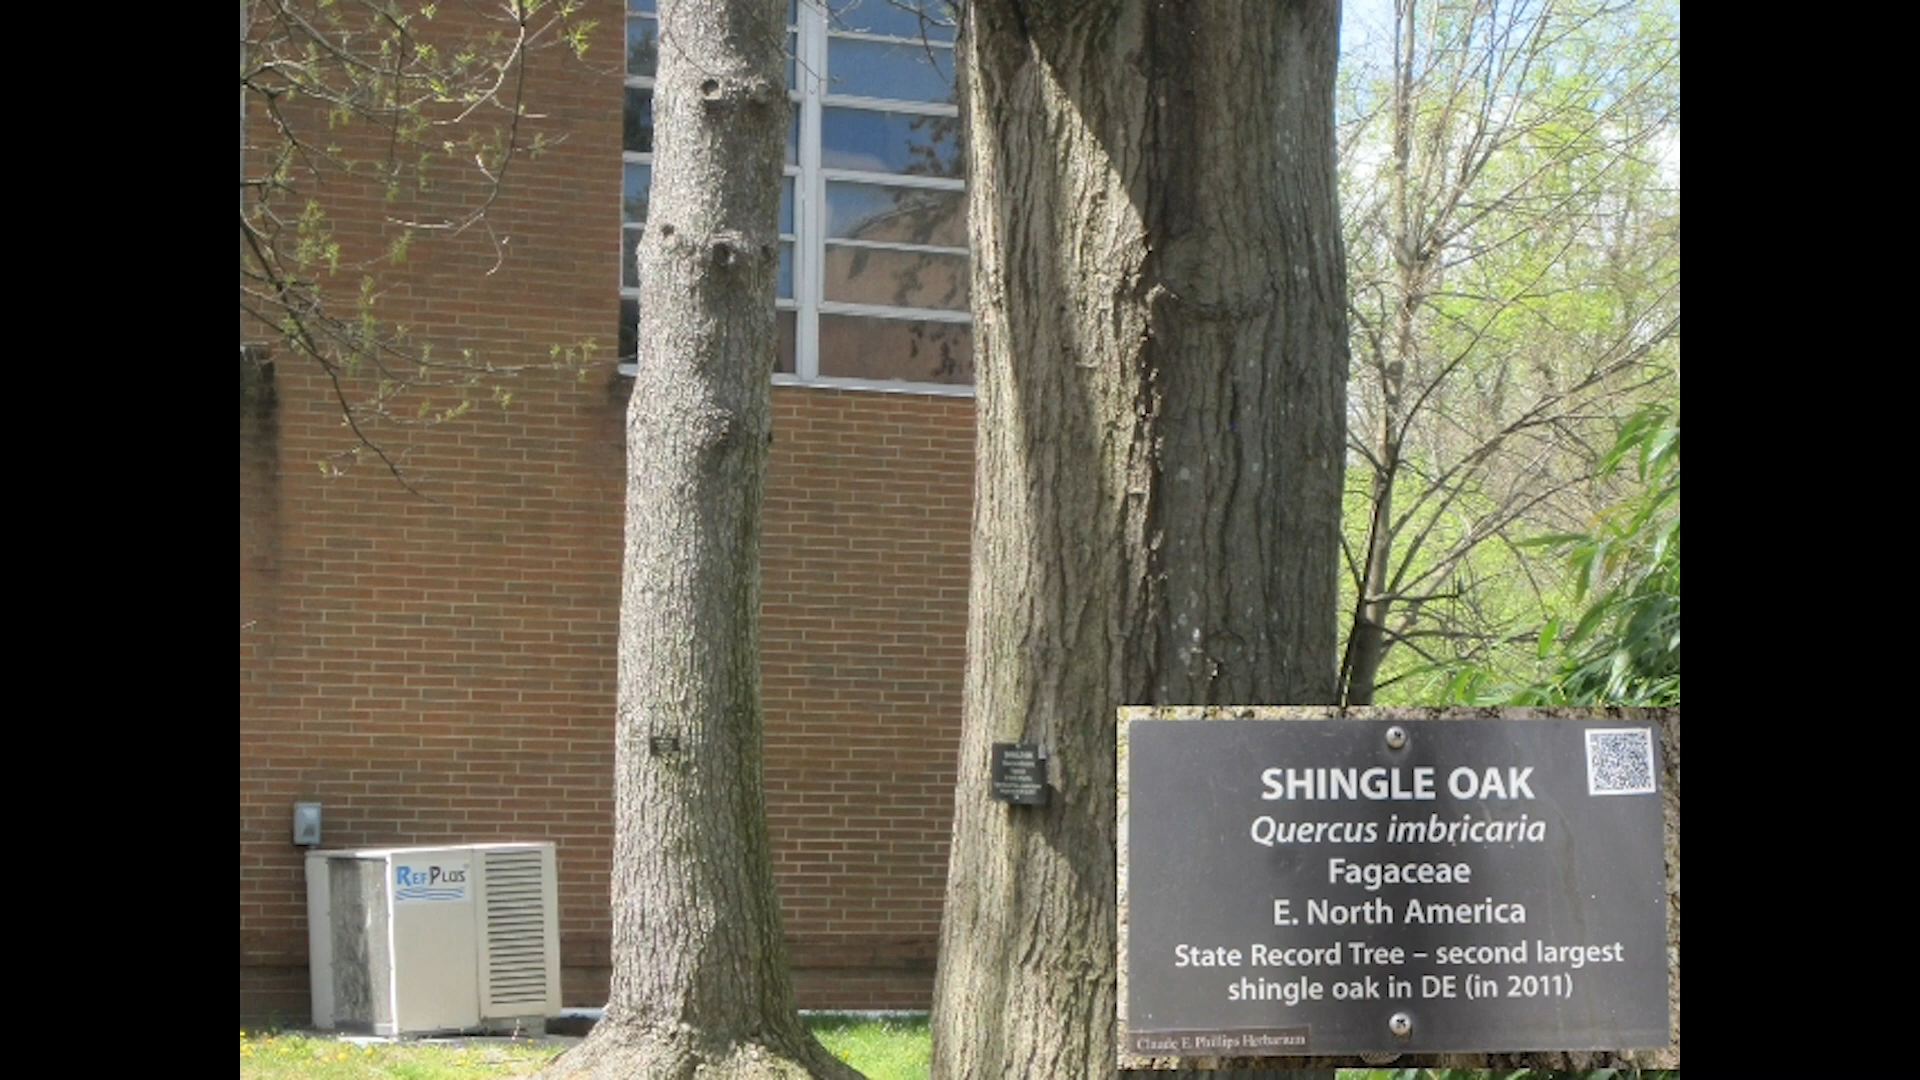 REFPLUS
SHINGLE OAK
Quercus imbricaria
Fagaceae
E. North America
State Record Tree – second largest
shingle oak in DE (in 2011)
Claude E. Phillips Herbarium